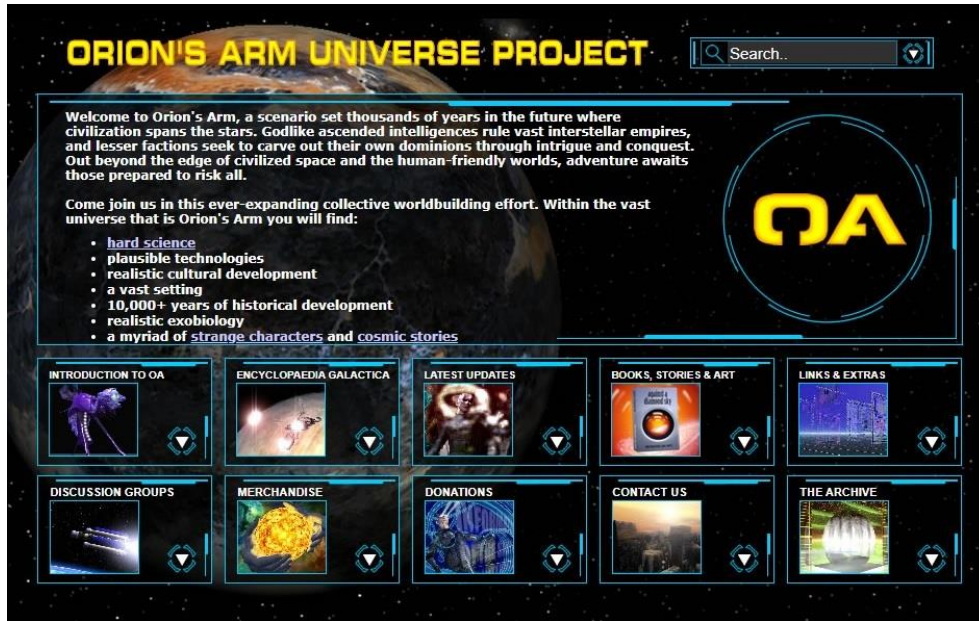 ORION'S ARM UNIVERSE PROJECT
Search..
Welcome to Orion's Arm, a scenario set thousands of years in the future where
civilization spans the stars. Godlike ascended intelligences rule vast interstellar empires,
and lesser factions seek to carve out their own dominions through intrigue and conquest.
Out beyond the edge of civilized space and the human-friendly worlds, adventure awaits
those prepared to risk all.
Come join us in this ever-expanding collective worldbuilding effort. Within the vast
universe that is Orion's Arm you will find:
• hard science
• plausible technologies
• realistic cultural development
• a vast setting
• 10,000+ years of historical development
• realistic exobiology
• a myriad of strange characters and cosmic stories
OA
INTRODUCTION TO OA
ENCYCLOPAEDIA GALACTICA
LATEST UPDATES
BOOKS, STORIES & ART
against a
diamond sky
LINKS & EXTRAS
DISCUSSION GROUPS
MERCHANDISE
DONATIONS
CONTACT US
THE ARCHIVE